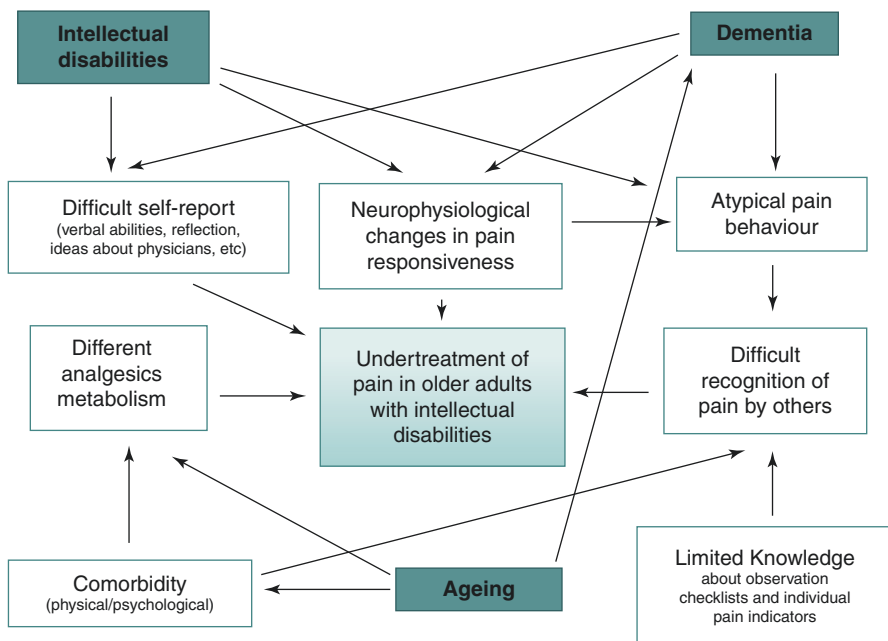 Intellectual
disabilities
Dementia
Difficult self-report
(verbal abilities, reflection,
ideas about physicians, etc)
Neurophysiological
changes in pain
responsiveness
Atypical pain
behaviour
Different
analgesics
metabolism
Undertreatment of
pain in older adults
with intellectual
disabilities
Difficult
recognition of
pain by others
Comorbidity
(physical/psychological)
Ageing
Limited Knowledge
about observation
checklists and individual
pain indicators